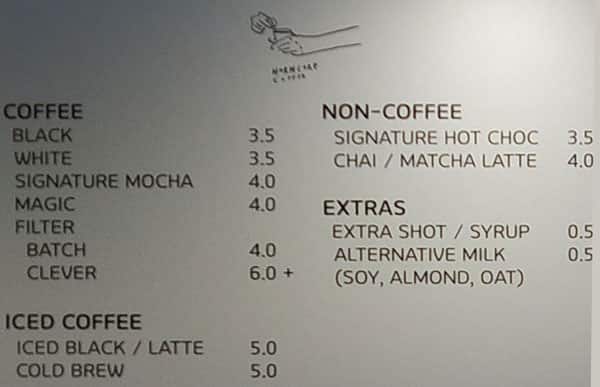 NORMCORE
COFFEE
COFFEE
BLACK 3.5
WHITE 3.5
SIGNATURE MOCHA 4.0
MAGIC 4.0
FILTER
BATCH 4.0
CLEVER 6.0 +
ICED COFFEE
ICED BLACK / LATTE 5.0
COLD BREW 5.0
NON-COFFEE
SIGNATURE HOT CHOC 3.5
CHAI / MATCHA LATTE 4.0
EXTRAS
EXTRA SHOT / SYRUP 0.5
ALTERNATIVE MILK 0.5
(SOY, ALMOND, OAT)